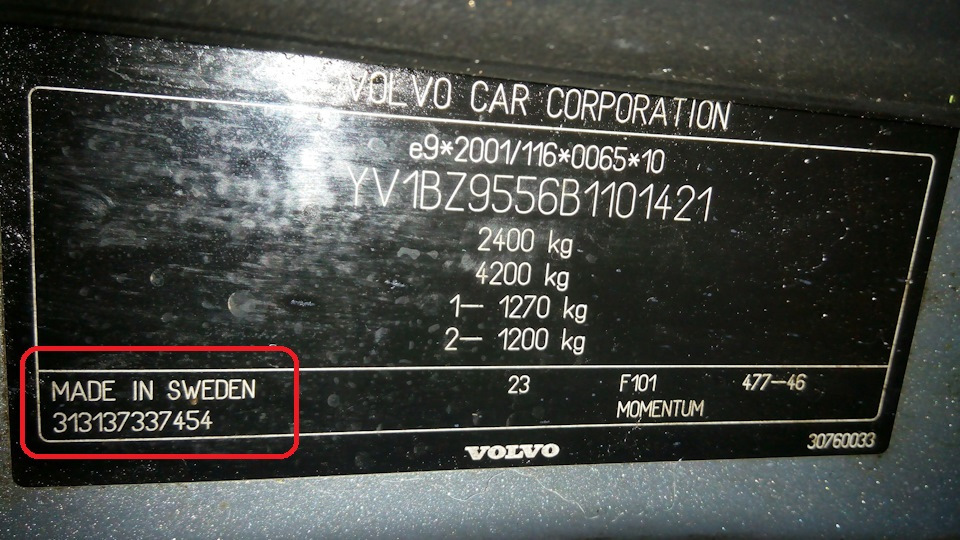 VOLVO CAR CORPORATION
e9*2001/116*0065*10
YV1BZ9556B1101421
2400 kg
4200 kg
1– 1270 kg
2– 1200 kg
MADE IN SWEDEN 23 F101 477–46
313137337454 MOMENTUM
VOLVO 30760033